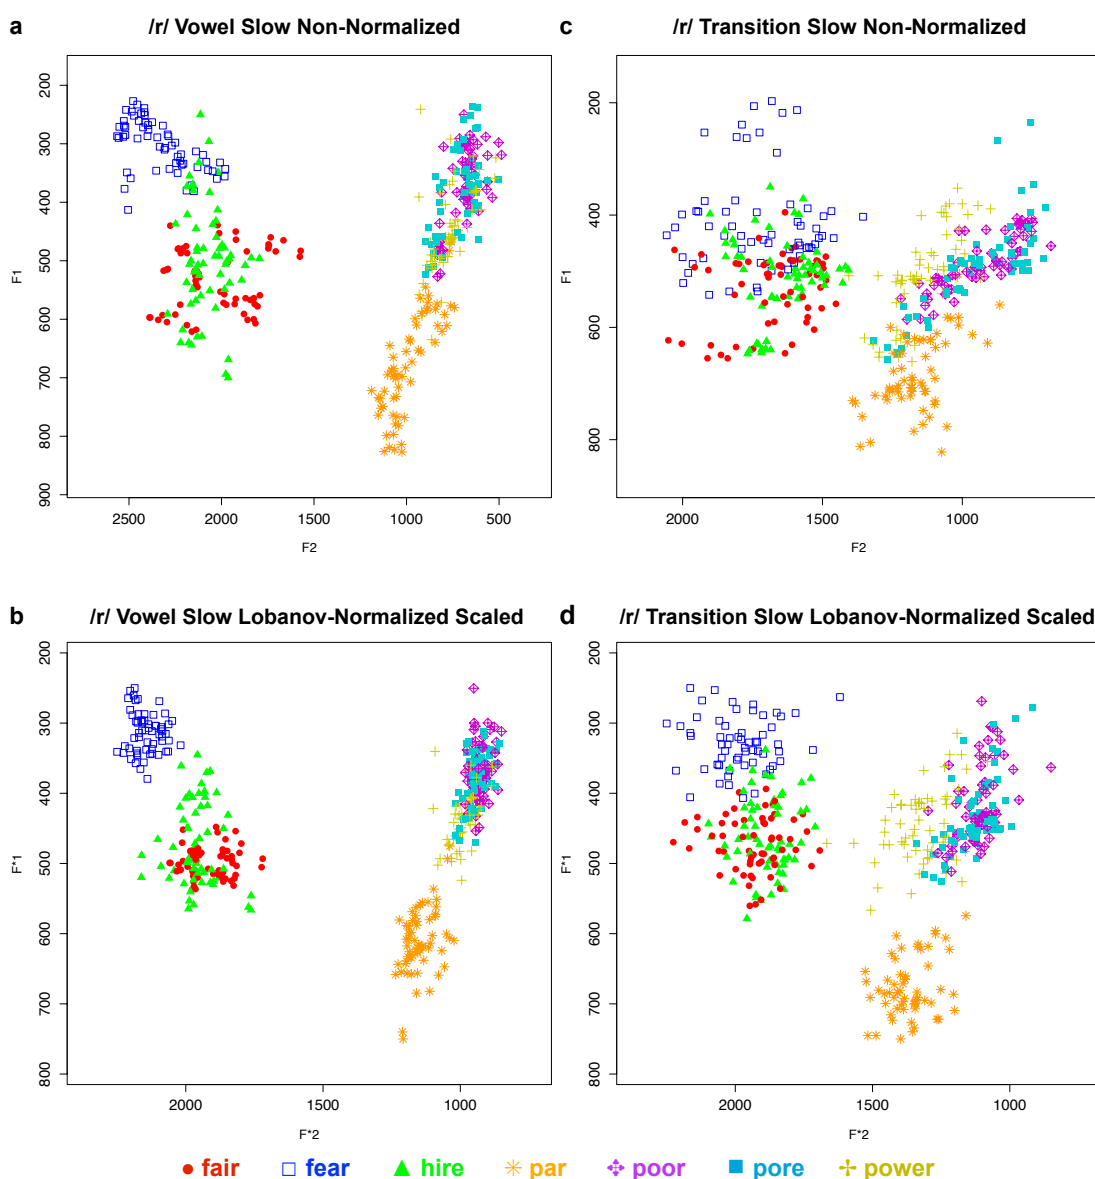 a /r/ Vowel Slow Non-Normalized
200
300
400
500
600
700
800
900
F1
2500 2000 1500 1000 500
F2
c /r/ Transition Slow Non-Normalized
200
400
600
800
F1
2000 1500 1000
F2
b /r/ Vowel Slow Lobanov-Normalized Scaled
200
300
400
500
600
700
800
F*1
2000 1500 1000
F*2
d /r/ Transition Slow Lobanov-Normalized Scaled
200
300
400
500
600
700
800
F*1
2000 1500 1000
F*2
fair fear hire par poor pore power